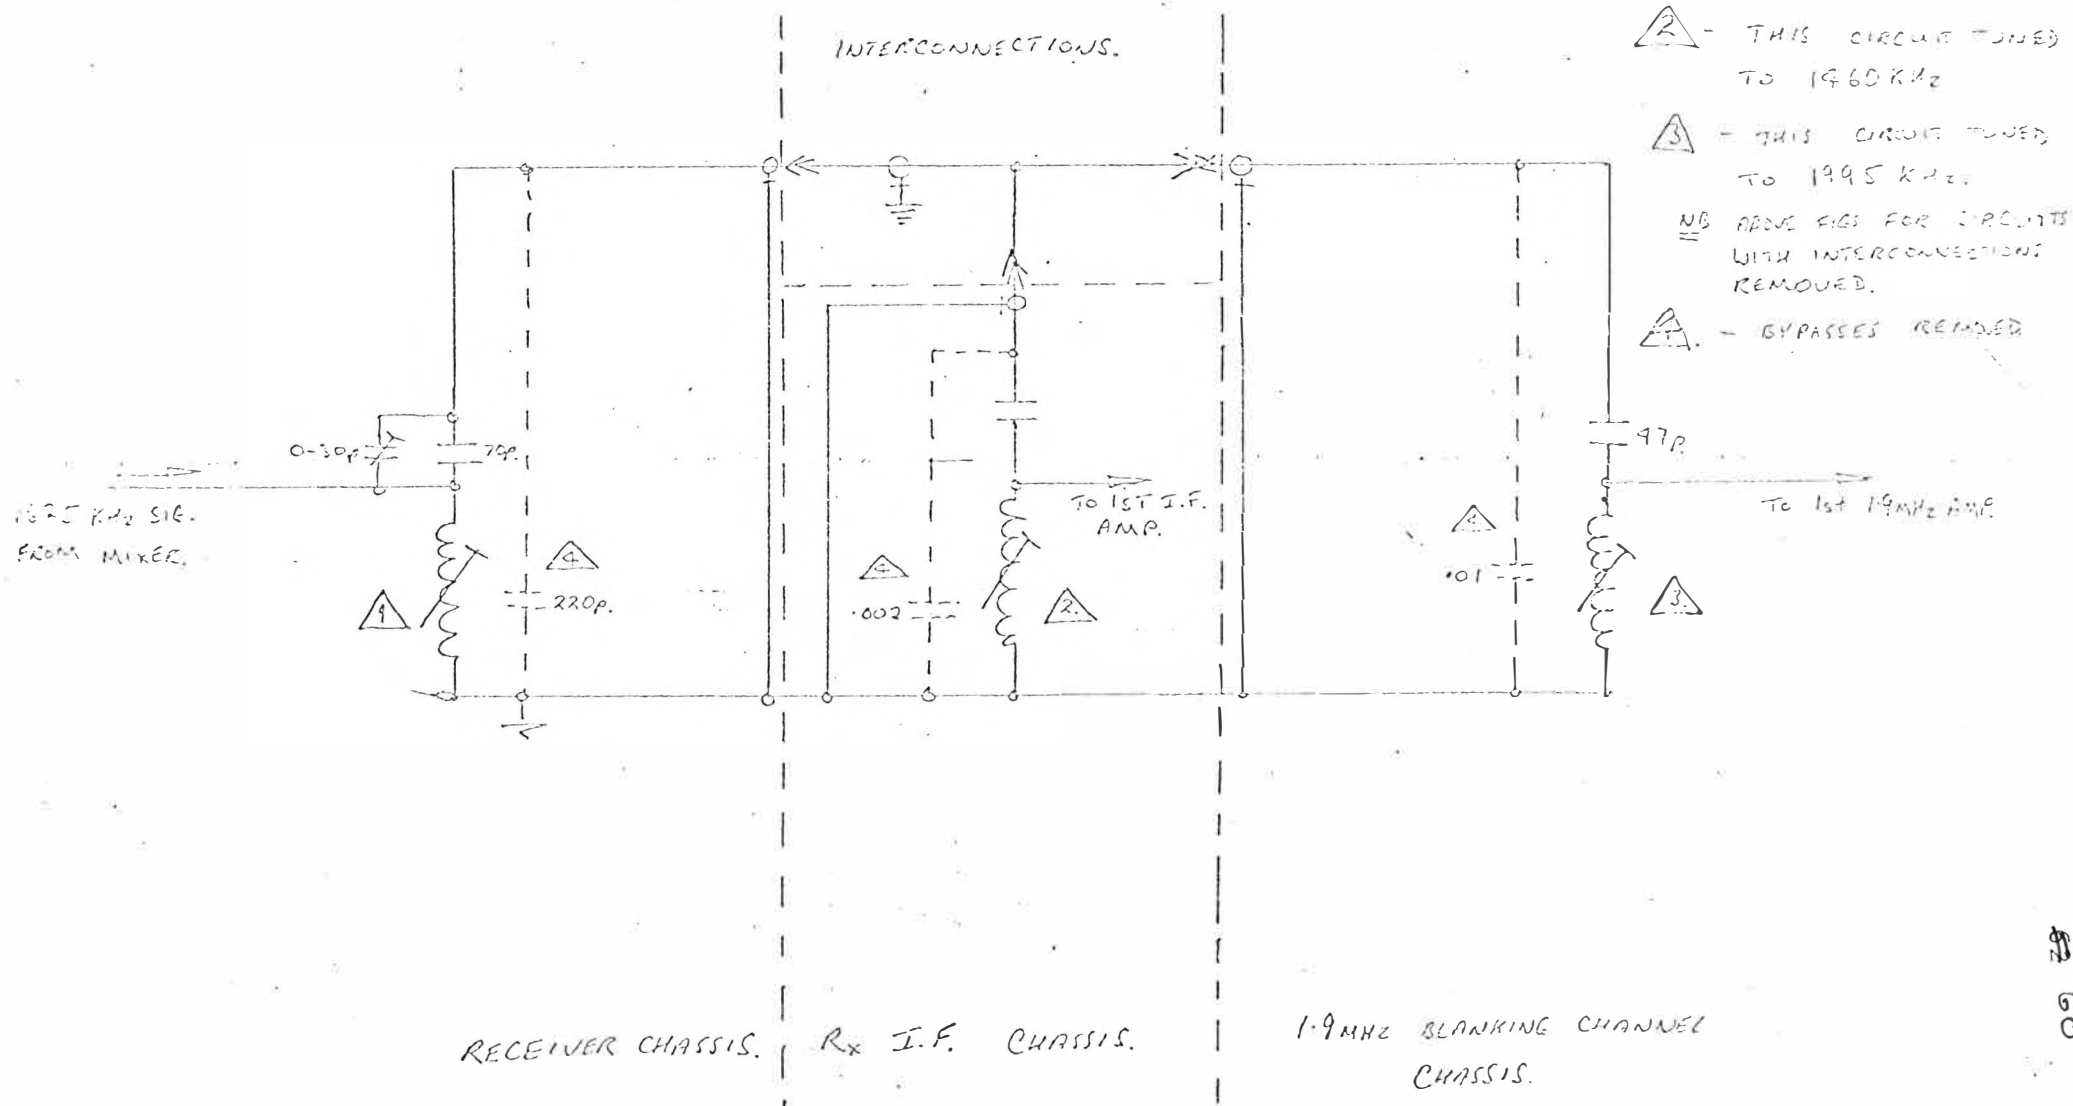 INTERCONNECTIONS.
2 - THIS CIRCUIT TUNED
TO 1460 KHz
3 - THIS CIRCUIT TUNED
TO 1995 KHz.
NB ABOVE FIGS FOR CIRCUITS
WITH INTERCONNECTIONS
REMOVED.
4. - BYPASSES REMOVED
0-30p
70p.
47p.
1625 KHz SIG.
FROM MIXER.
TO 1ST I.F.
AMP.
To 1st 1.9MHz AMP.
1
4
220p.
4
.002
2.
4
.01
3.
RECEIVER CHASSIS.
Rx I.F. CHASSIS.
1.9MHZ BLANKING CHANNEL
CHASSIS.